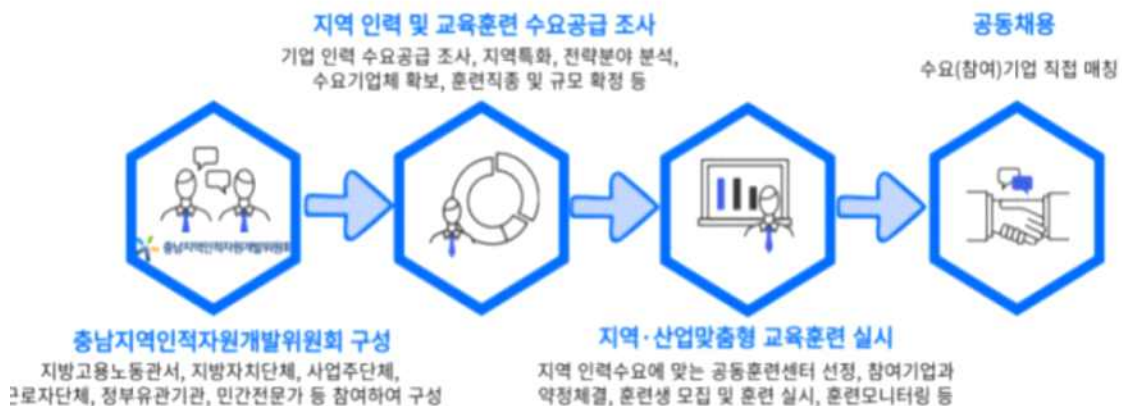 지역 인력 및 교육훈련 수요공급 조사
기업 인력 수요공급 조사, 지역특화, 전략분야 분석,
수요기업체 확보, 훈련직종 및 규모 확정 등
공동채용
수요(참여)기업 직접 매칭
충남지역인적자원개발위원회
충남지역인적자원개발위원회 구성
지방고용노동관서, 지방자치단체, 사업주단체,
근로자단체, 정부유관기관, 민간전문가 등 참여하여 구성
지역·산업맞춤형 교육훈련 실시
지역 인력수요에 맞는 공동훈련센터 선정, 참여기업과
약정체결, 훈련생 모집 및 훈련 실시, 훈련모니터링 등